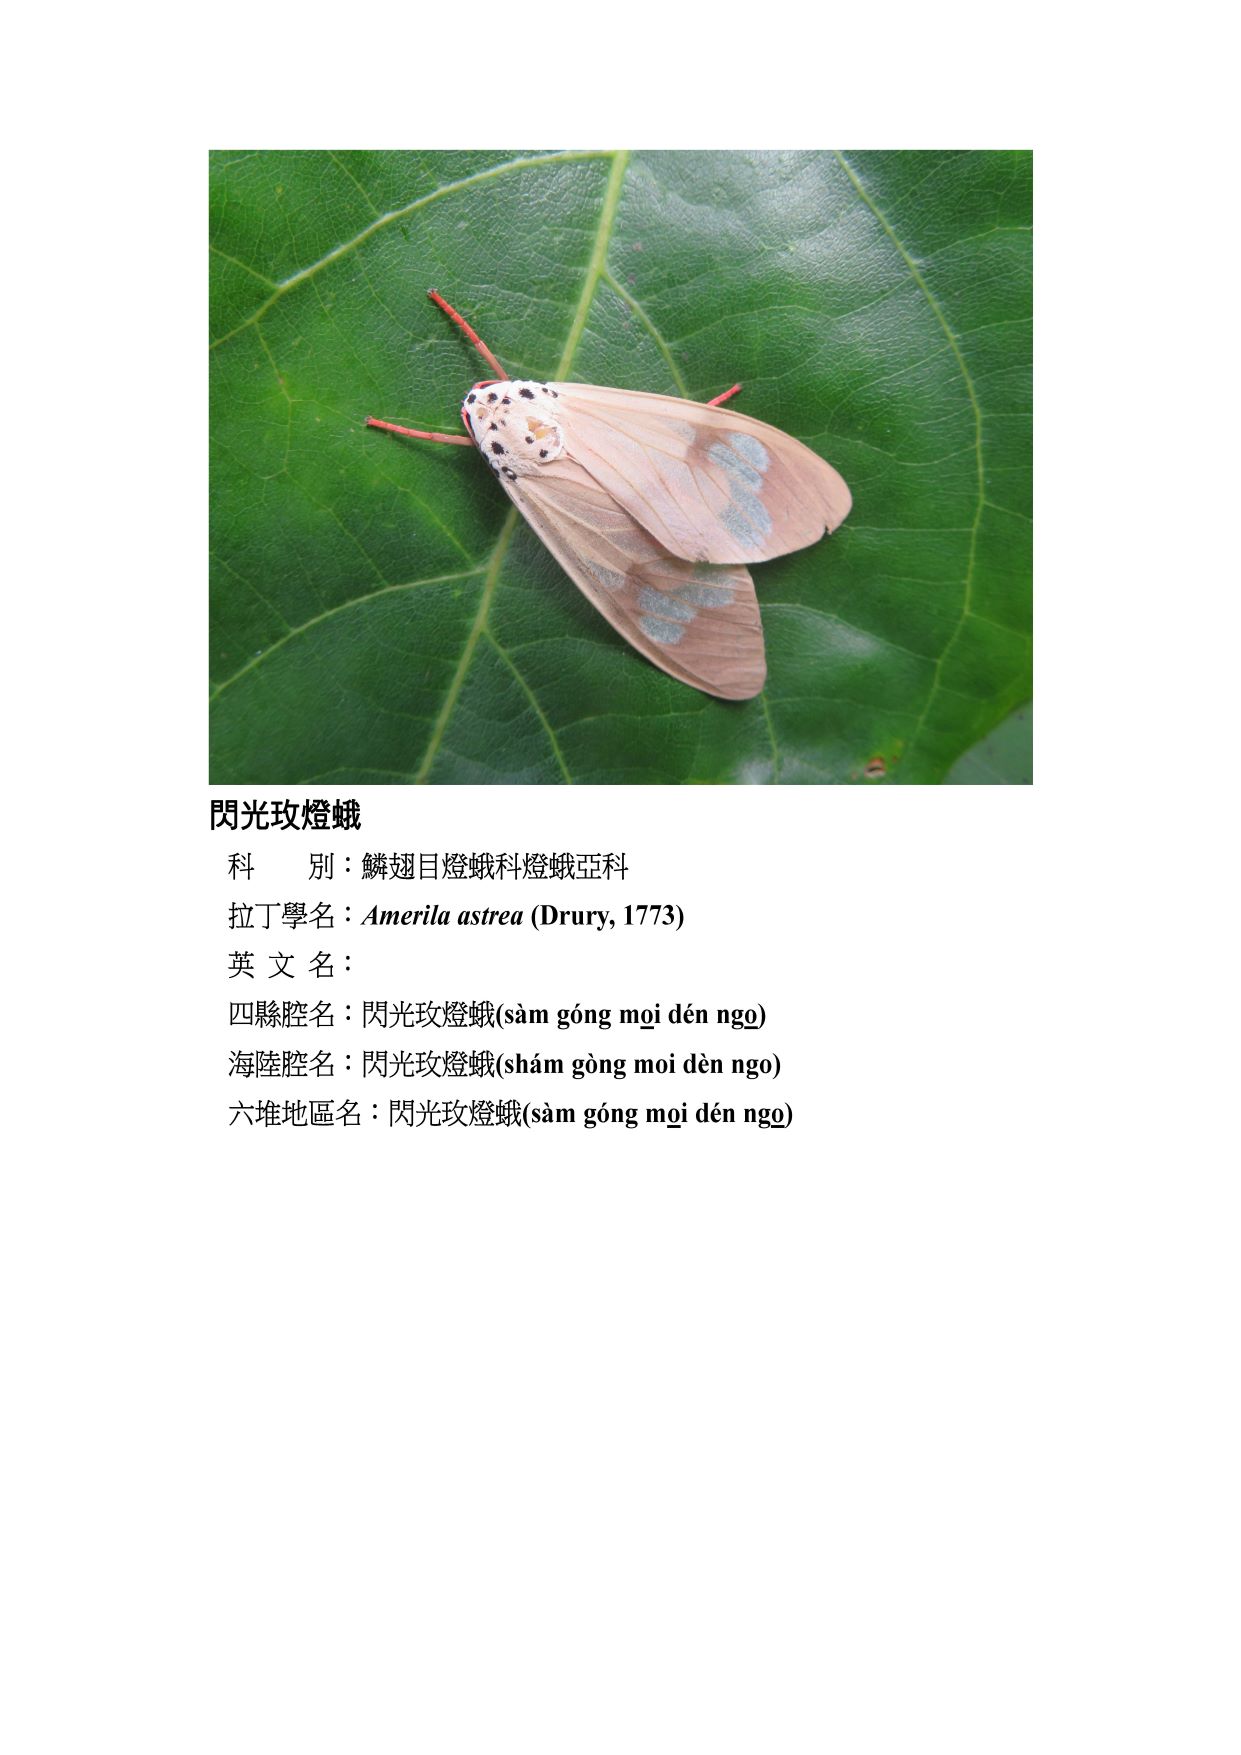 閃光玫燈蛾
科　　別：鱗翅目燈蛾科燈蛾亞科
拉丁學名：Amerila astrea (Drury, 1773)
英 文 名：
四縣腔名：閃光玫燈蛾(sàm góng mo̲i dén ngo̲)
海陸腔名：閃光玫燈蛾(shám gòng moi dèn ngo)
六堆地區名：閃光玫燈蛾(sàm góng mo̲i dén ngo̲)